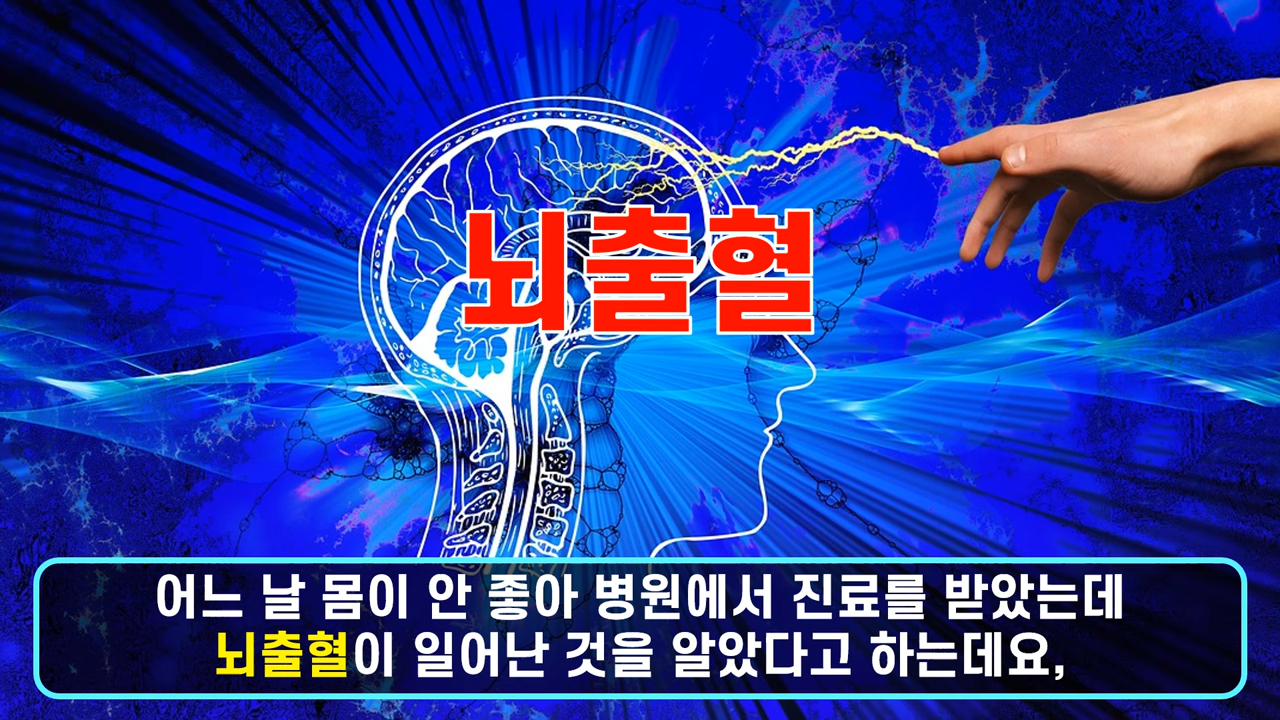 뇌출혈
어느 날 몸이 안 좋아 병원에서 진료를 받았는데
뇌출혈이 일어난 것을 알았다고 하는데요,